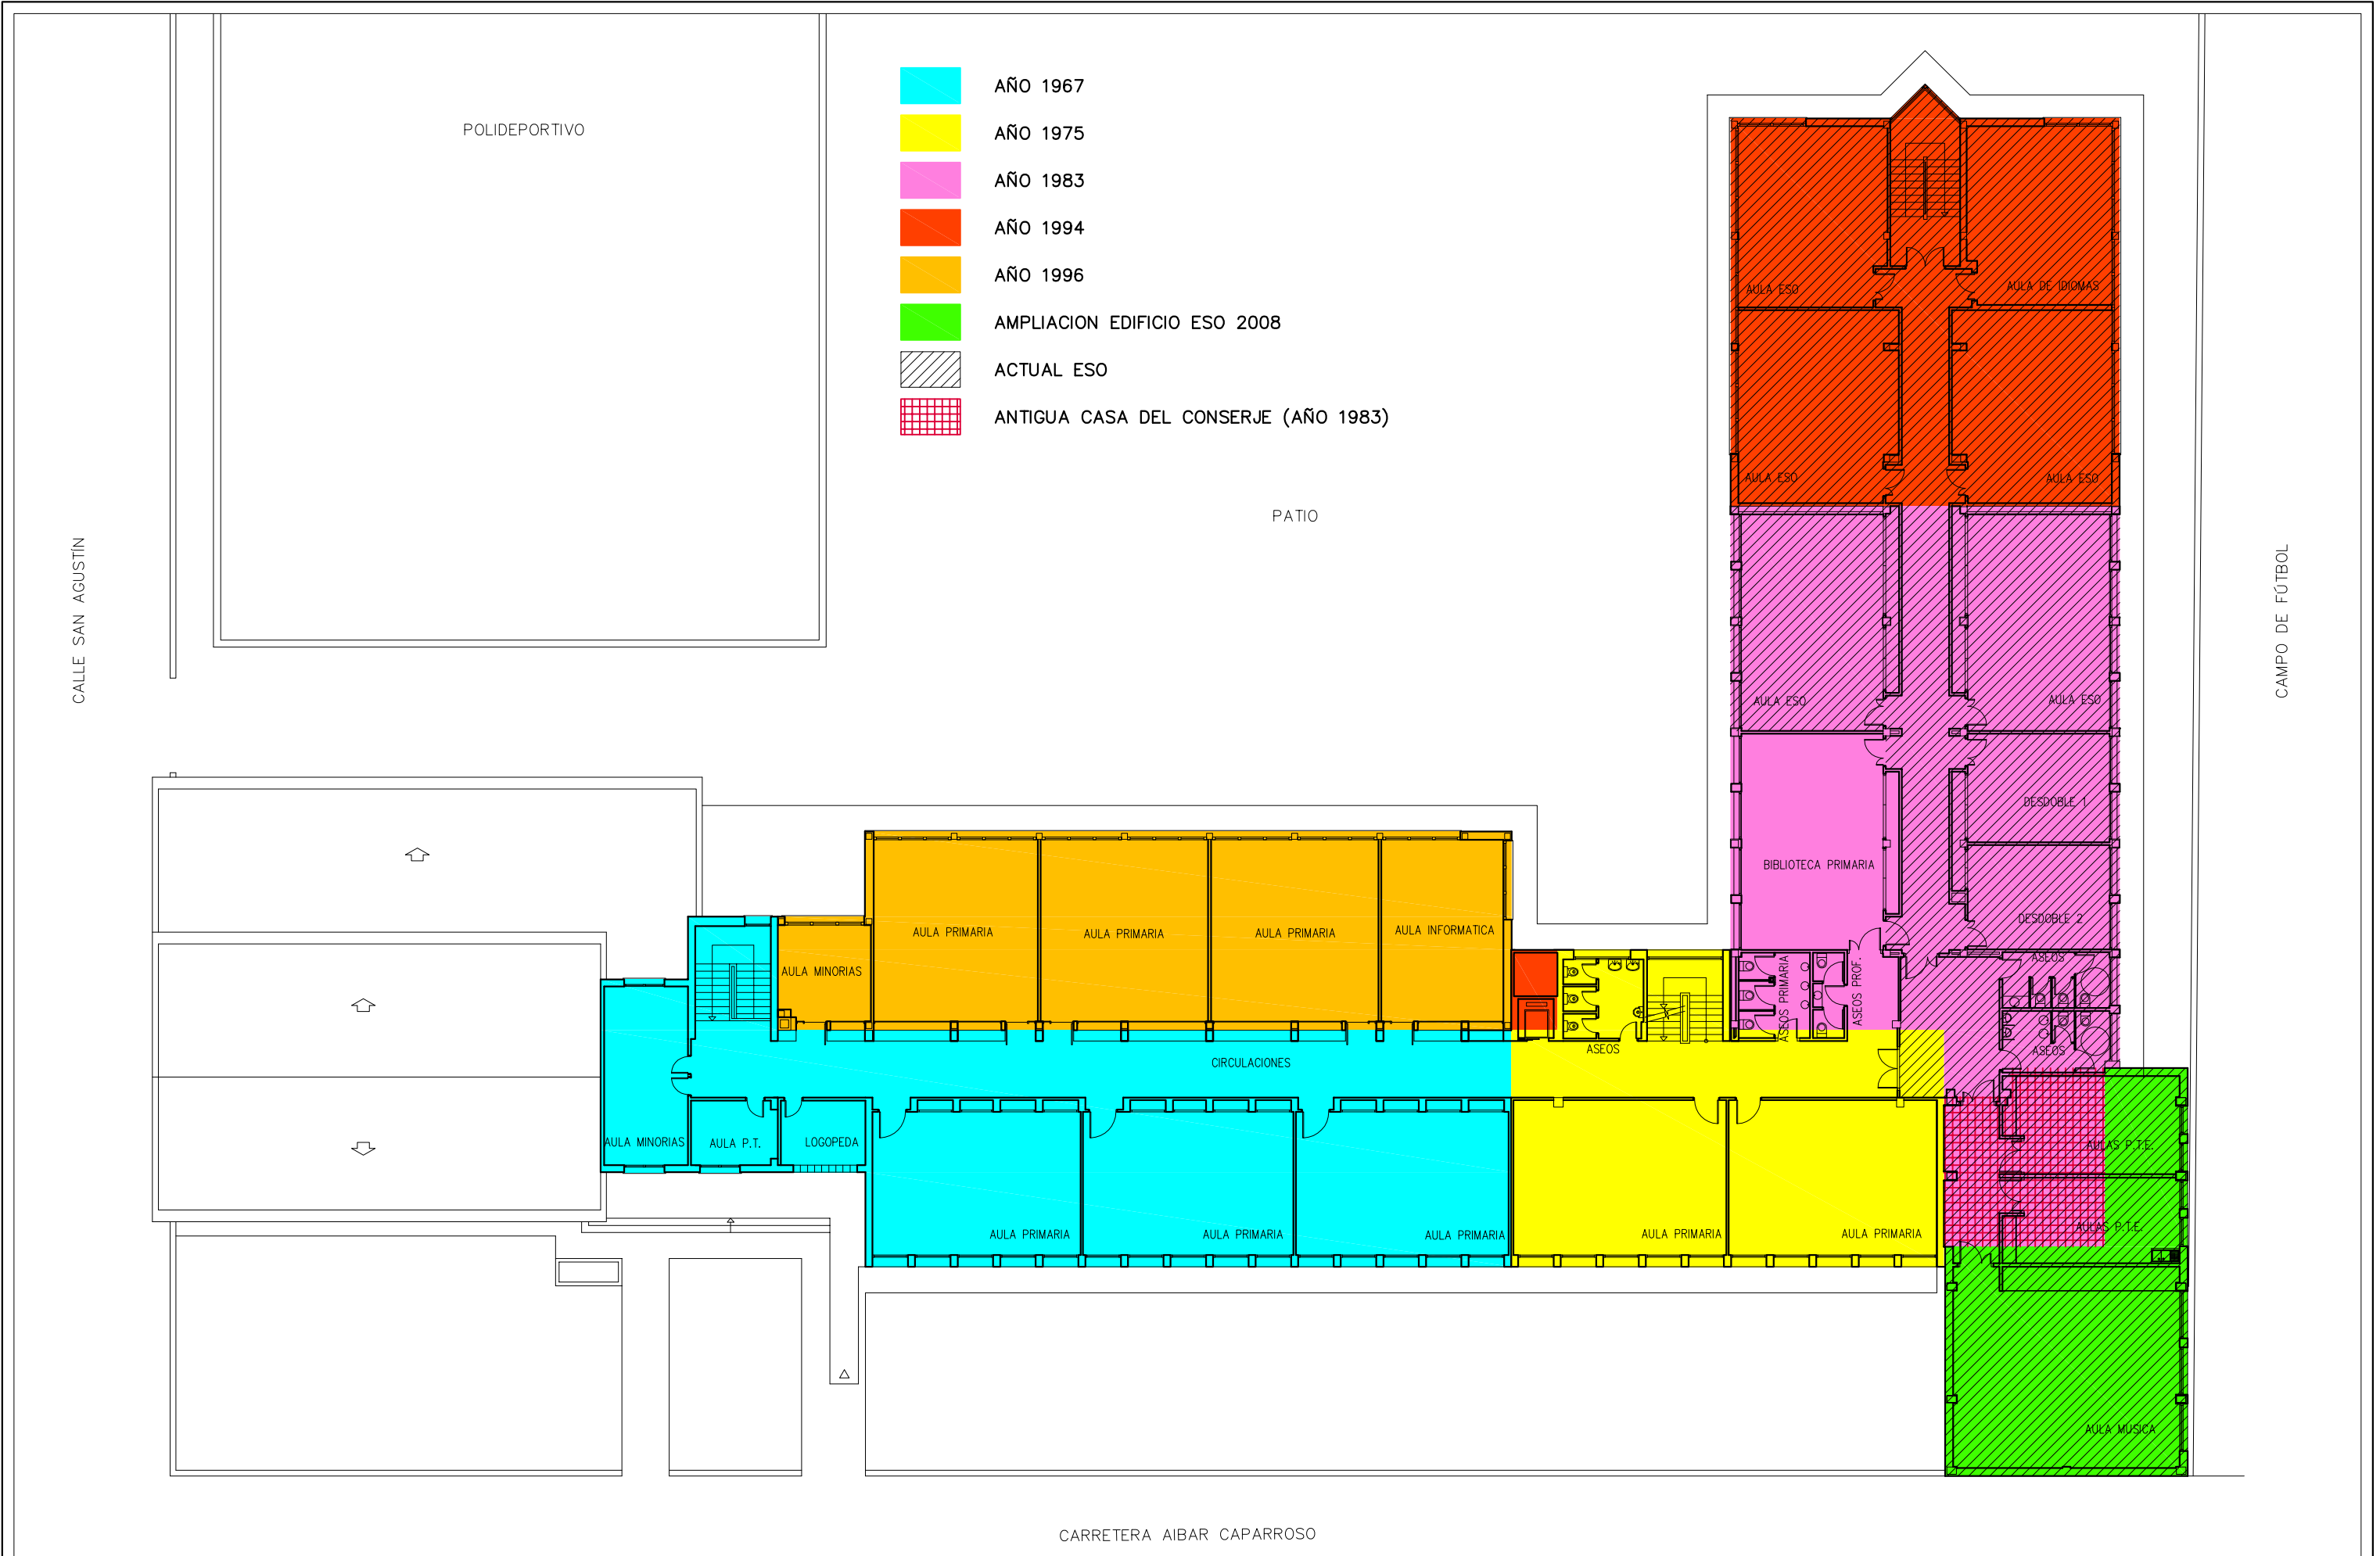 AÑO 1967
AÑO 1975
AÑO 1983
AÑO 1994
AÑO 1996
AMPLIACION EDIFICIO ESO 2008
ACTUAL ESO
ANTIGUA CASA DEL CONSERJE (AÑO 1983)
POLIDEPORTIVO
PATIO
CALLE SAN AGUSTÍN
CAMPO DE FÚTBOL
AULA ESO
AULA DE IDIOMAS
AULA ESO
AULA ESO
AULA ESO
AULA ESO
DESDOBLE 1
BIBLIOTECA PRIMARIA
DESDOBLE 2
AULA PRIMARIA
AULA PRIMARIA
AULA PRIMARIA
AULA INFORMATICA
AULA MINORIAS
ASEOS
ASEOS PRIMARIA
ASEOS PROF.
ASEOS
ASEOS
CIRCULACIONES
AULA MINORIAS
AULA P.T.
LOGOPEDA
AULAS P.T.E.
AULAS P.T.E.
AULA PRIMARIA
AULA PRIMARIA
AULA PRIMARIA
AULA PRIMARIA
AULA PRIMARIA
AULA MUSICA
CARRETERA AIBAR CAPARROSO